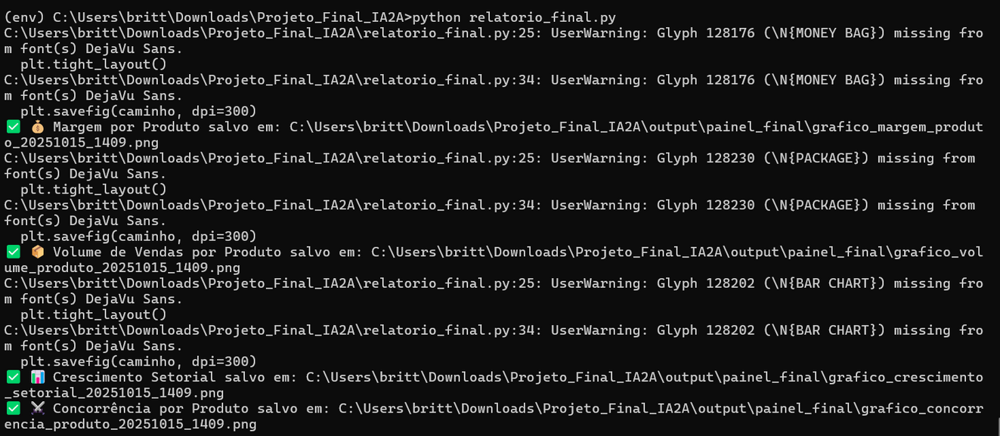 (env) C:\Users\britt\Downloads\Projeto_Final_IA2A>python relatorio_final.py
C:\Users\britt\Downloads\Projeto_Final_IA2A\relatorio_final.py:25: UserWarning: Glyph 128176 (\N{MONEY BAG}) missing fro
m font(s) DejaVu Sans.
  plt.tight_layout()
C:\Users\britt\Downloads\Projeto_Final_IA2A\relatorio_final.py:34: UserWarning: Glyph 128176 (\N{MONEY BAG}) missing fro
m font(s) DejaVu Sans.
  plt.savefig(caminho, dpi=300)
✅ 💰 Margem por Produto salvo em: C:\Users\britt\Downloads\Projeto_Final_IA2A\output\painel_final\grafico_margem_produt
o_20251015_1409.png
C:\Users\britt\Downloads\Projeto_Final_IA2A\relatorio_final.py:25: UserWarning: Glyph 128230 (\N{PACKAGE}) missing from
font(s) DejaVu Sans.
  plt.tight_layout()
C:\Users\britt\Downloads\Projeto_Final_IA2A\relatorio_final.py:34: UserWarning: Glyph 128230 (\N{PACKAGE}) missing from
font(s) DejaVu Sans.
  plt.savefig(caminho, dpi=300)
✅ 📦 Volume de Vendas por Produto salvo em: C:\Users\britt\Downloads\Projeto_Final_IA2A\output\painel_final\grafico_vol
ume_produto_20251015_1409.png
C:\Users\britt\Downloads\Projeto_Final_IA2A\relatorio_final.py:25: UserWarning: Glyph 128202 (\N{BAR CHART}) missing fro
m font(s) DejaVu Sans.
  plt.tight_layout()
C:\Users\britt\Downloads\Projeto_Final_IA2A\relatorio_final.py:34: UserWarning: Glyph 128202 (\N{BAR CHART}) missing fro
m font(s) DejaVu Sans.
  plt.savefig(caminho, dpi=300)
✅ 📊 Crescimento Setorial salvo em: C:\Users\britt\Downloads\Projeto_Final_IA2A\output\painel_final\grafico_crescimento
_setorial_20251015_1409.png
✅ ⚔ Concorrência por Produto salvo em: C:\Users\britt\Downloads\Projeto_Final_IA2A\output\painel_final\grafico_concorr
encia_produto_20251015_1409.png